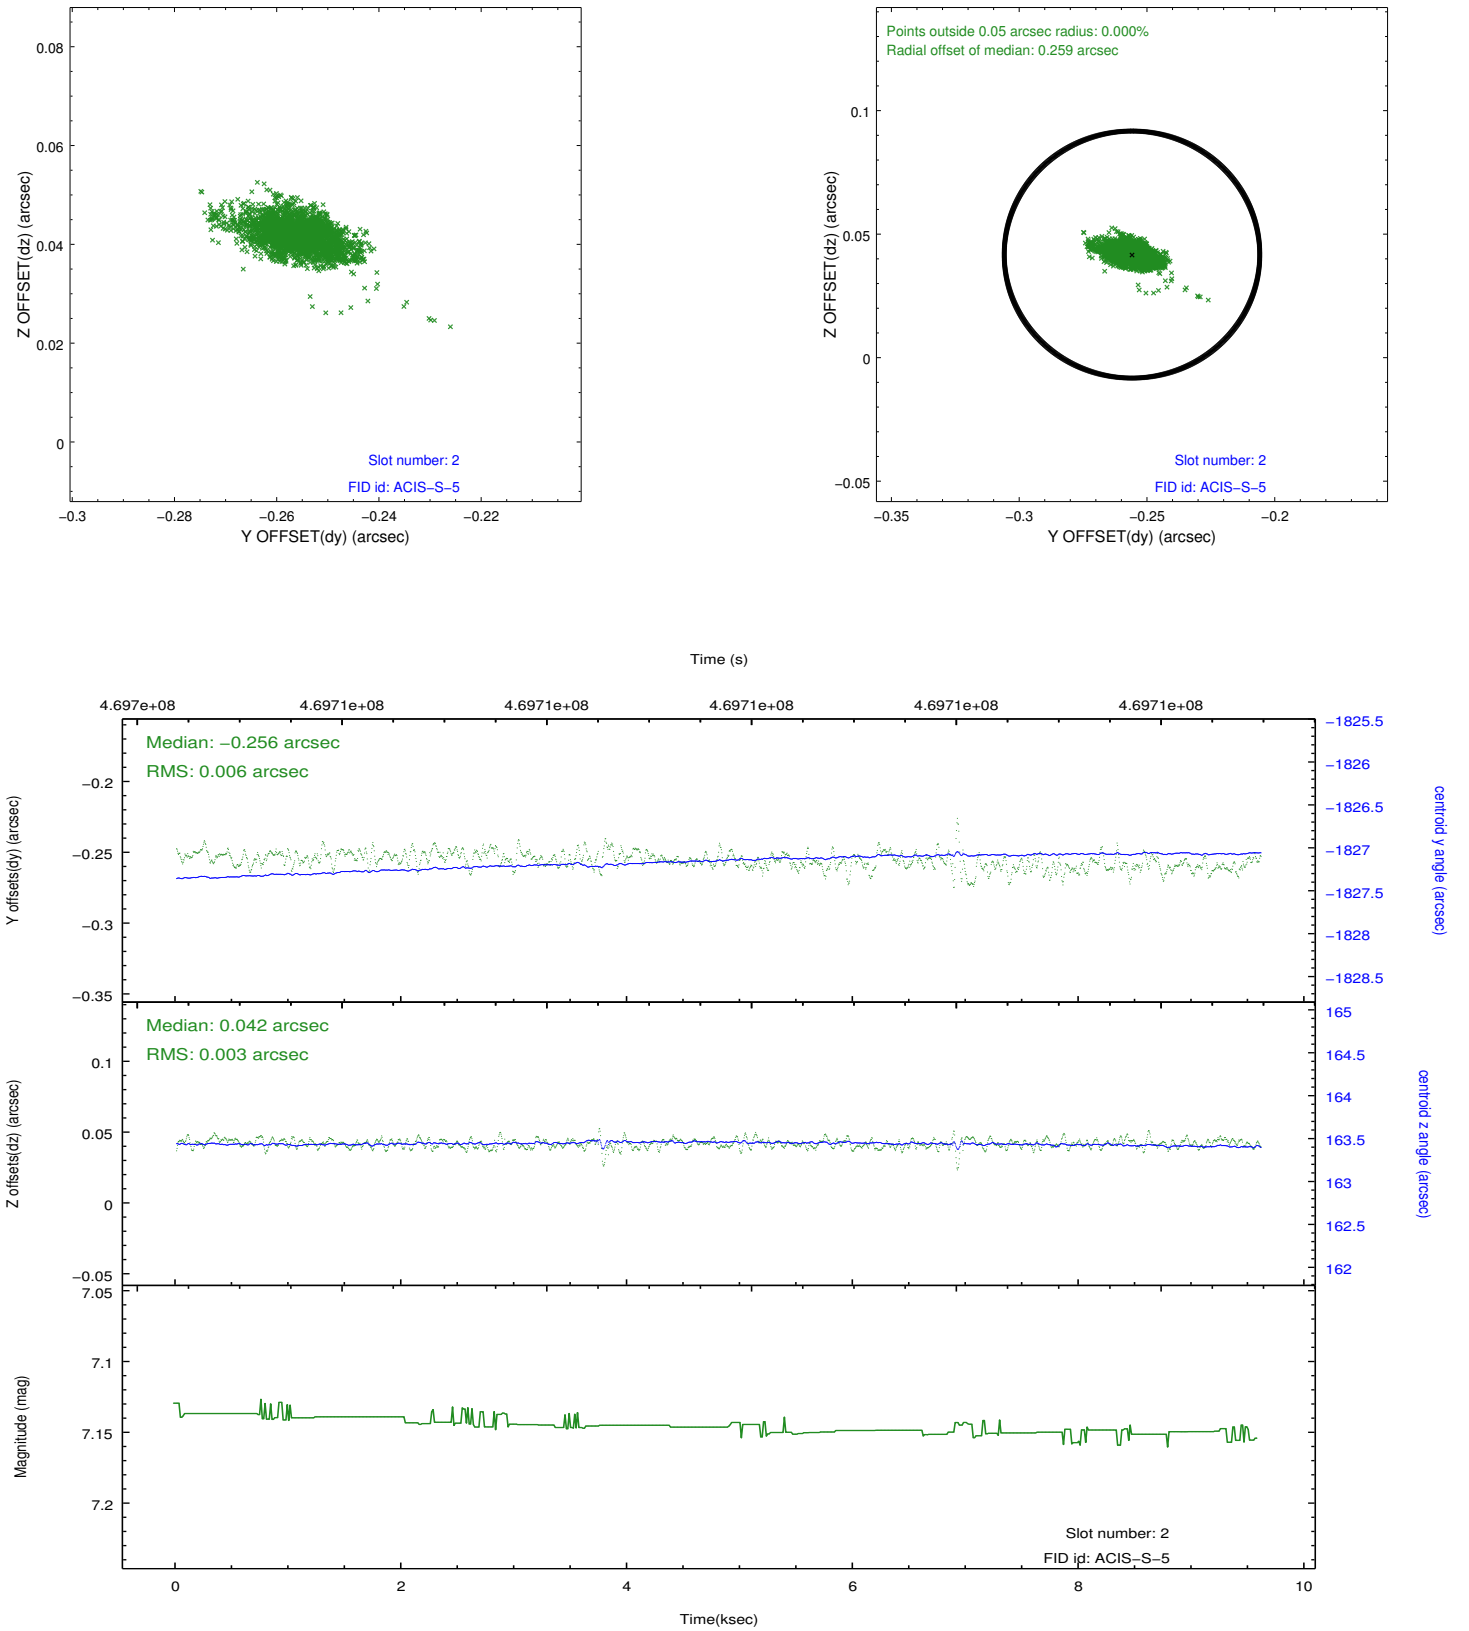 0.08
0.06
0.04
0.02
0
−0.3
−0.28
−0.26
−0.24
−0.22
Z OFFSET(dz) (arcsec)
Y OFFSET(dy) (arcsec)
Slot number: 2
FID id: ACIS−S−5
Points outside 0.05 arcsec radius: 0.000%
Radial offset of median: 0.259 arcsec
0.1
0.05
0
−0.05
−0.35
−0.3
−0.25
−0.2
Z OFFSET(dz) (arcsec)
Y OFFSET(dy) (arcsec)
Slot number: 2
FID id: ACIS−S−5
Time (s)
4.697e+08
4.6971e+08
4.6971e+08
4.6971e+08
4.6971e+08
4.6971e+08
Median: −0.256 arcsec
RMS: 0.006 arcsec
−0.2
−0.25
−0.3
−0.35
Y offsets(dy) (arcsec)
−1825.5
−1826
−1826.5
−1827
−1827.5
−1828
−1828.5
centroid y angle (arcsec)
Median: 0.042 arcsec
RMS: 0.003 arcsec
0.1
0.05
0
−0.05
Z offsets(dz) (arcsec)
165
164.5
164
163.5
163
162.5
162
centroid z angle (arcsec)
7.05
7.1
7.15
7.2
Magnitude (mag)
Slot number: 2
FID id: ACIS−S−5
0
2
4
6
8
10
Time(ksec)